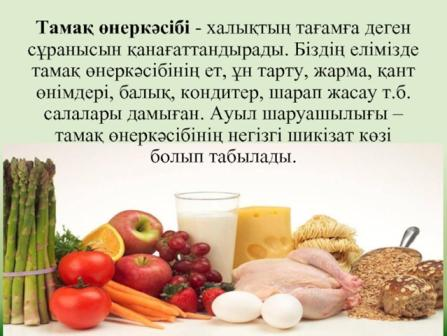 Тамақ өнеркәсібі - халықтың тағамға деген
сұранысын қанағаттандырады. Біздің елімізде
тамақ өнеркәсібінің ет, ұн тарту, жарма, қант
өнімдері, балық, кондитер, шарап жасау т.б.
салалары дамыған. Ауыл шаруашылығы –
тамақ өнеркәсібінің негізгі шикізат көзі
болып табылады.